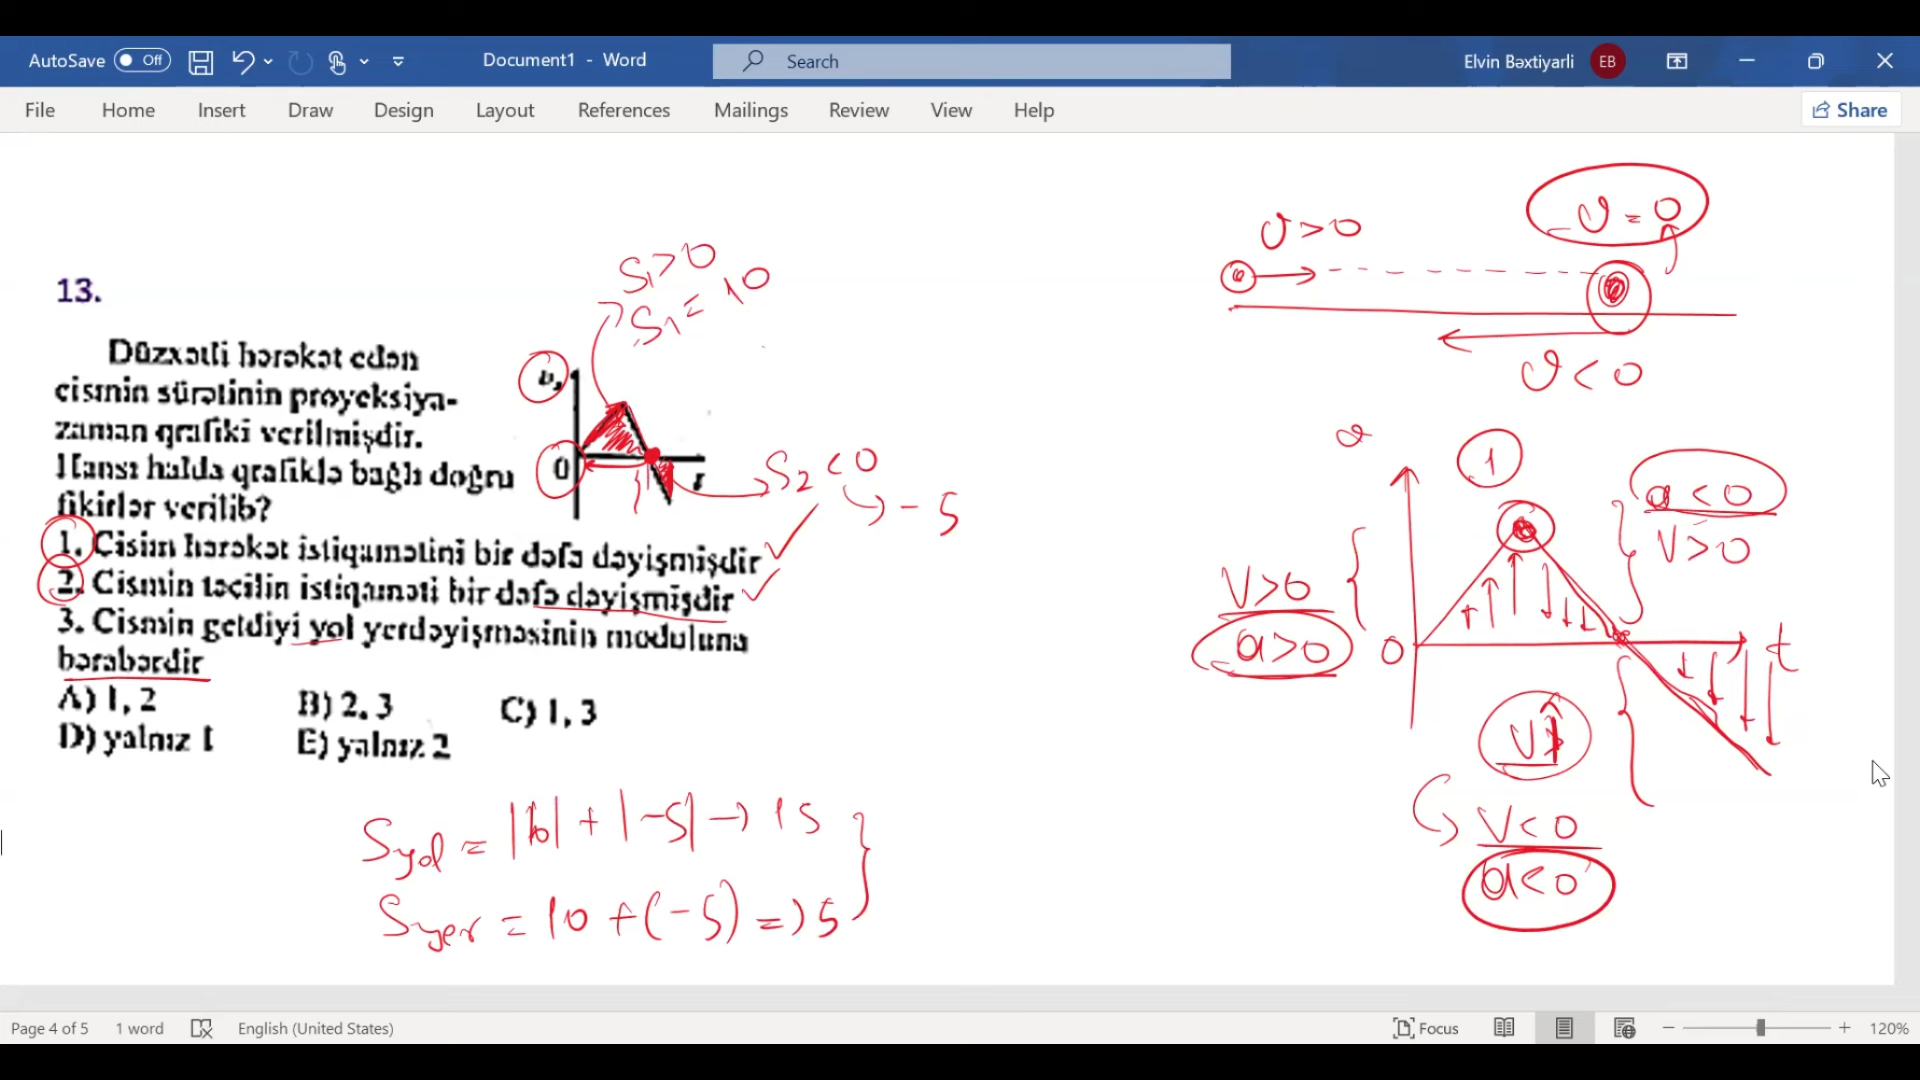 AutoSave Off Document1 - Word Search Elvin Bəxtiyarli EB
File Home Insert Draw Design Layout References Mailings Review View Help Share
13.
Düzxətli hərəkət edən
cismin sürətinin proyeksiya-
zaman qrafiki verilmişdir.
Hansı halda qrafiklə bağlı doğru
fikirlər verilib?
1. Cisim hərəkət istiqamətini bir dəfə dəyişmişdir
2. Cismin təcilin istiqaməti bir dəfə dəyişmişdir
3. Cismin getdiyi yol yerdəyişməsinin moduluna
bərabərdir
A) 1, 2 B) 2, 3 C) 1, 3
D) yalnız 1 E) yalnız 2
0
t
S1>0
S1=10
S2<0
-5
Syol = |10| + |-5| → 15
Syer = 10 + (-5) = 5
υ>0
υ=0
υ<0
υ
1
a<0
V>0
V>0
a>0
0
t
V↑
V<0
a<0
Page 4 of 5 1 word English (United States) Focus 120%